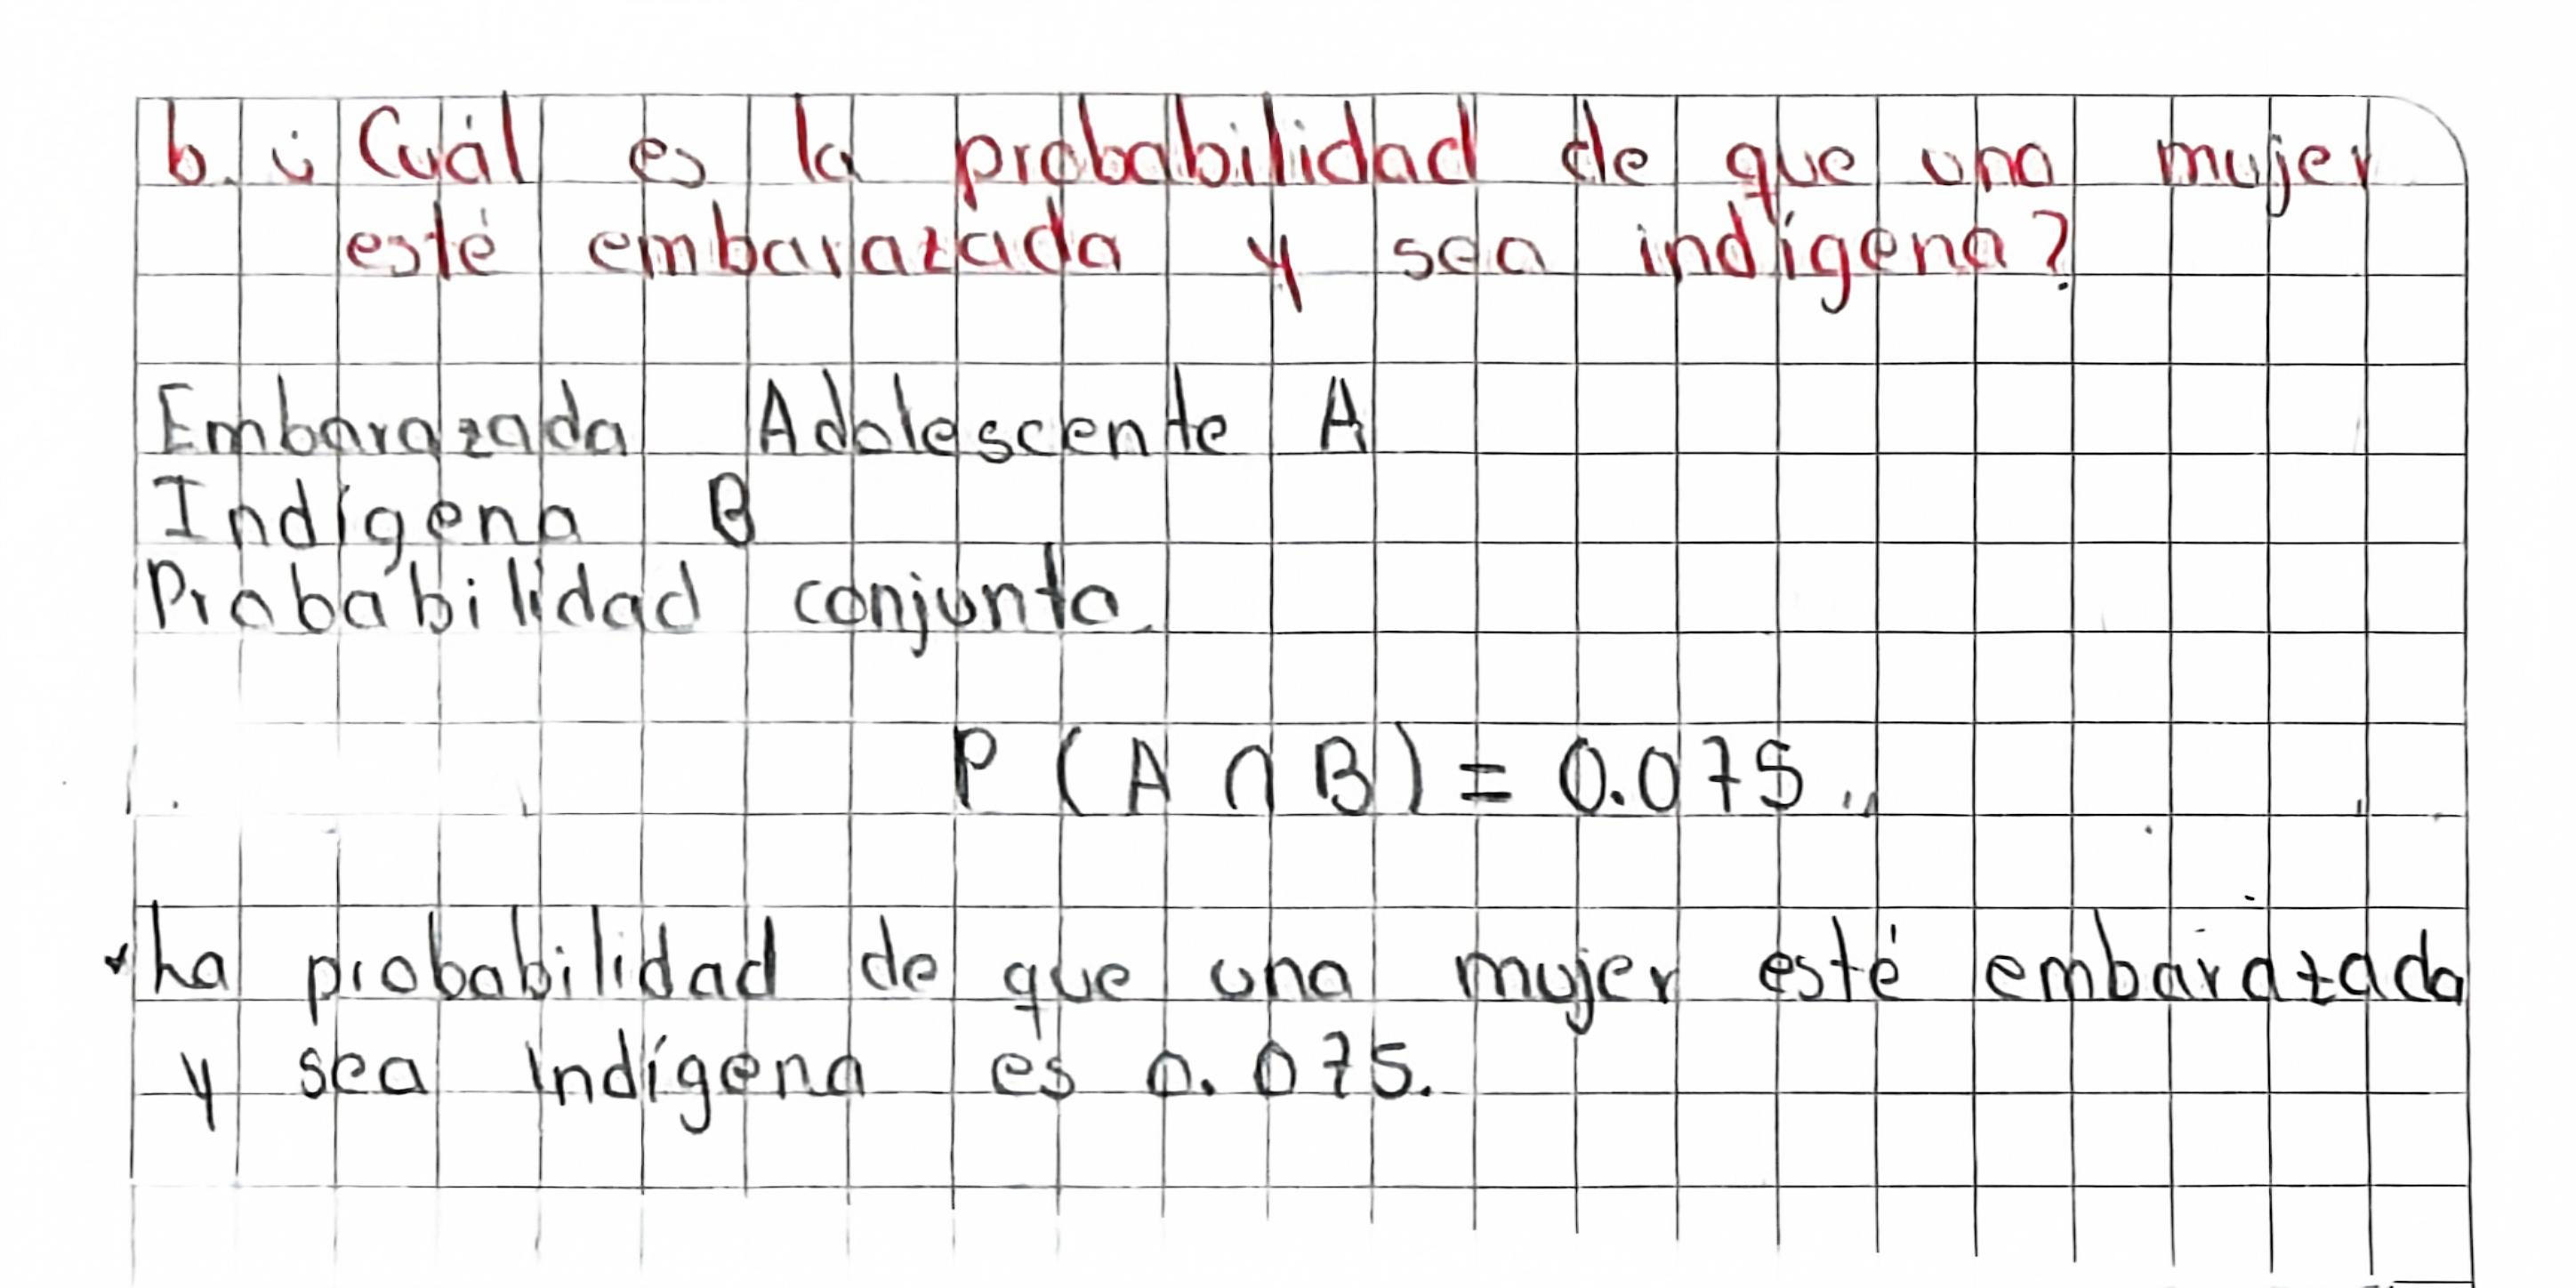 b. ¿Cuál es la probabilidad de que una mujer
esté embarazada y sea indígena?
Embarazada Adolescente A
Indígena B
Probabilidad conjunta.
P (A ∩ B) = 0.075
La probabilidad de que una mujer esté embarazada
y sea Indígena es 0.075.